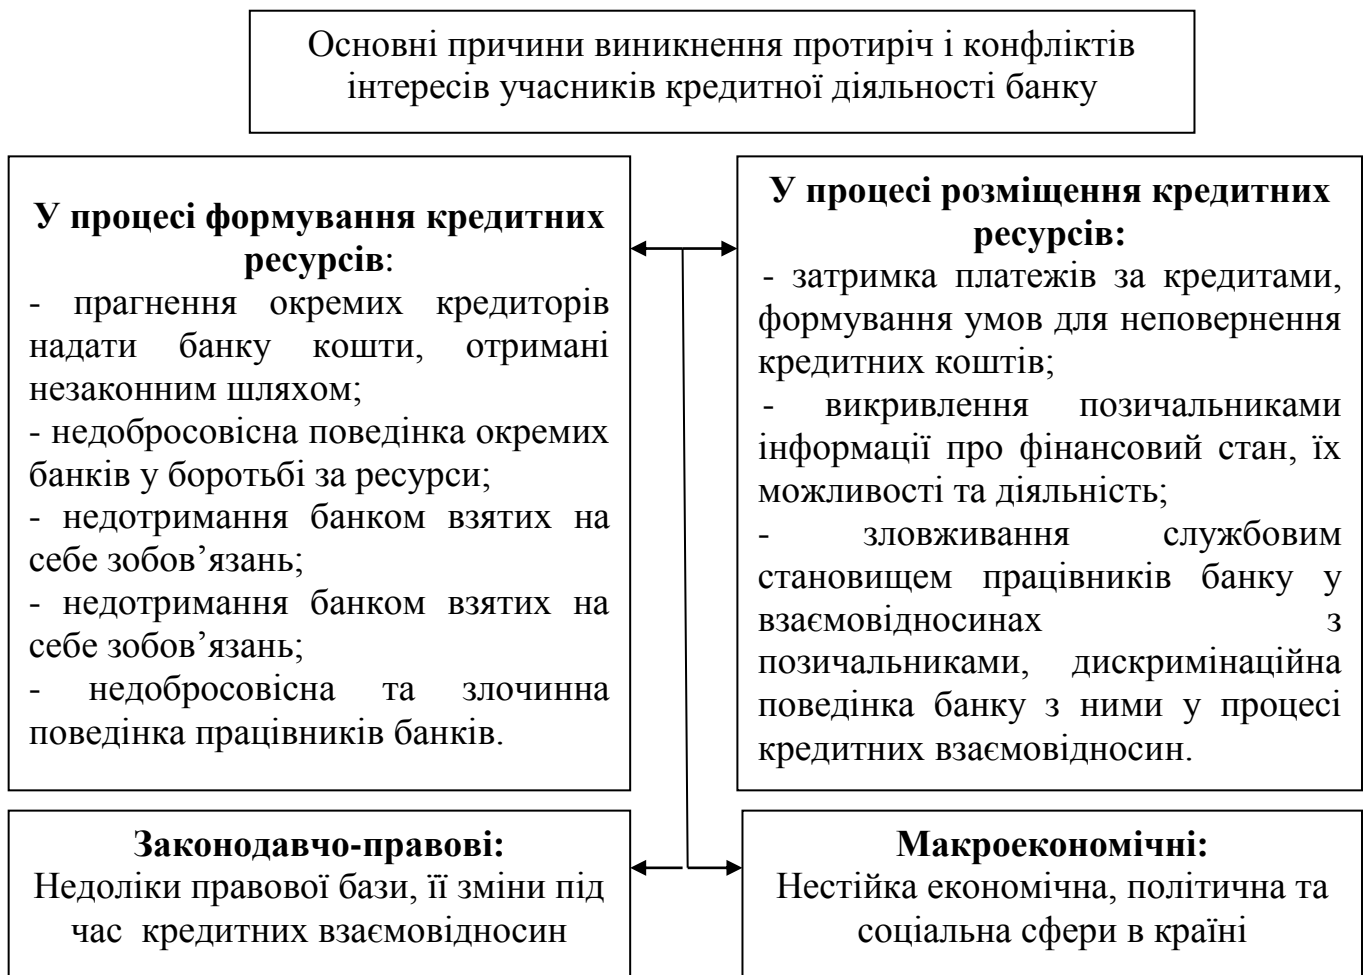 Основні причини виникнення протиріч і конфліктів
інтересів учасників кредитної діяльності банку
У процесі формування кредитних
ресурсів:
- прагнення окремих кредиторів
надати банку кошти, отримані
незаконним шляхом;
- недобросовісна поведінка окремих
банків у боротьбі за ресурси;
- недотримання банком взятих на
себе зобов’язань;
- недотримання банком взятих на
себе зобов’язань;
- недобросовісна та злочинна
поведінка працівників банків.
У процесі розміщення кредитних
ресурсів:
- затримка платежів за кредитами,
формування умов для неповернення
кредитних коштів;
- викривлення позичальниками
інформації про фінансовий стан, їх
можливості та діяльність;
- зловживання службовим
становищем працівників банку у
взаємовідносинах з
позичальниками, дискримінаційна
поведінка банку з ними у процесі
кредитних взаємовідносин.
Законодавчо-правові:
Недоліки правової бази, її зміни під
час кредитних взаємовідносин
Макроекономічні:
Нестійка економічна, політична та
соціальна сфери в країні